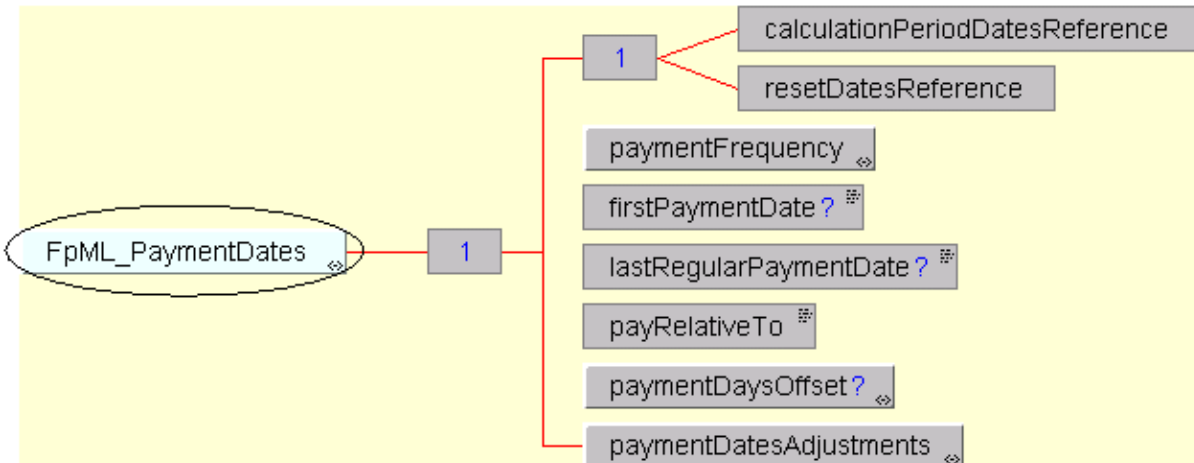 calculationPeriodDatesReference
1
resetDatesReference
paymentFrequency
firstPaymentDate?
FpML_PaymentDates
1
lastRegularPaymentDate?
payRelativeTo
paymentDaysOffset?
paymentDatesAdjustments